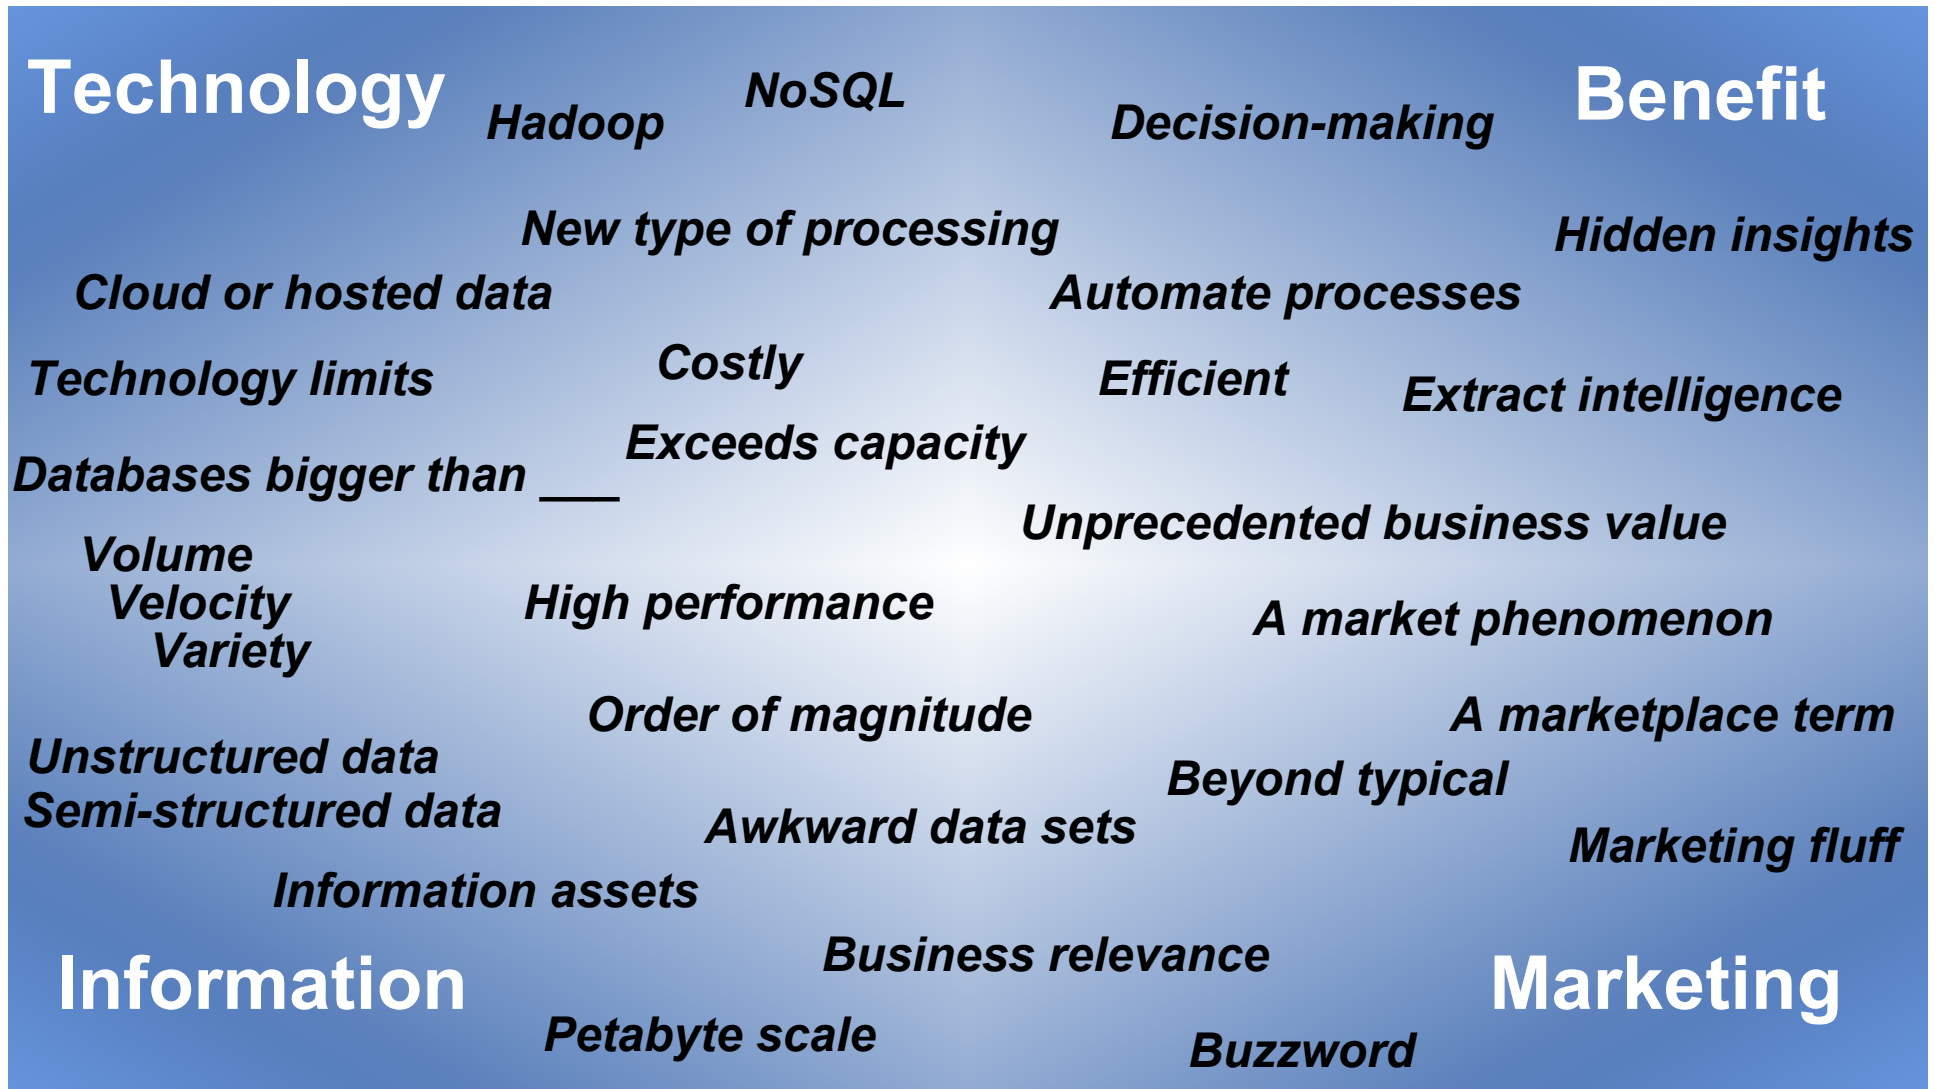 Technology
Hadoop
NoSQL
Decision-making
Benefit
New type of processing
Hidden insights
Cloud or hosted data
Automate processes
Technology limits
Costly
Efficient
Extract intelligence
Databases bigger than ___
Exceeds capacity
Unprecedented business value
Volume
Velocity
Variety
High performance
A market phenomenon
Order of magnitude
A marketplace term
Unstructured data
Semi-structured data
Beyond typical
Awkward data sets
Marketing fluff
Information assets
Business relevance
Information
Marketing
Petabyte scale
Buzzword